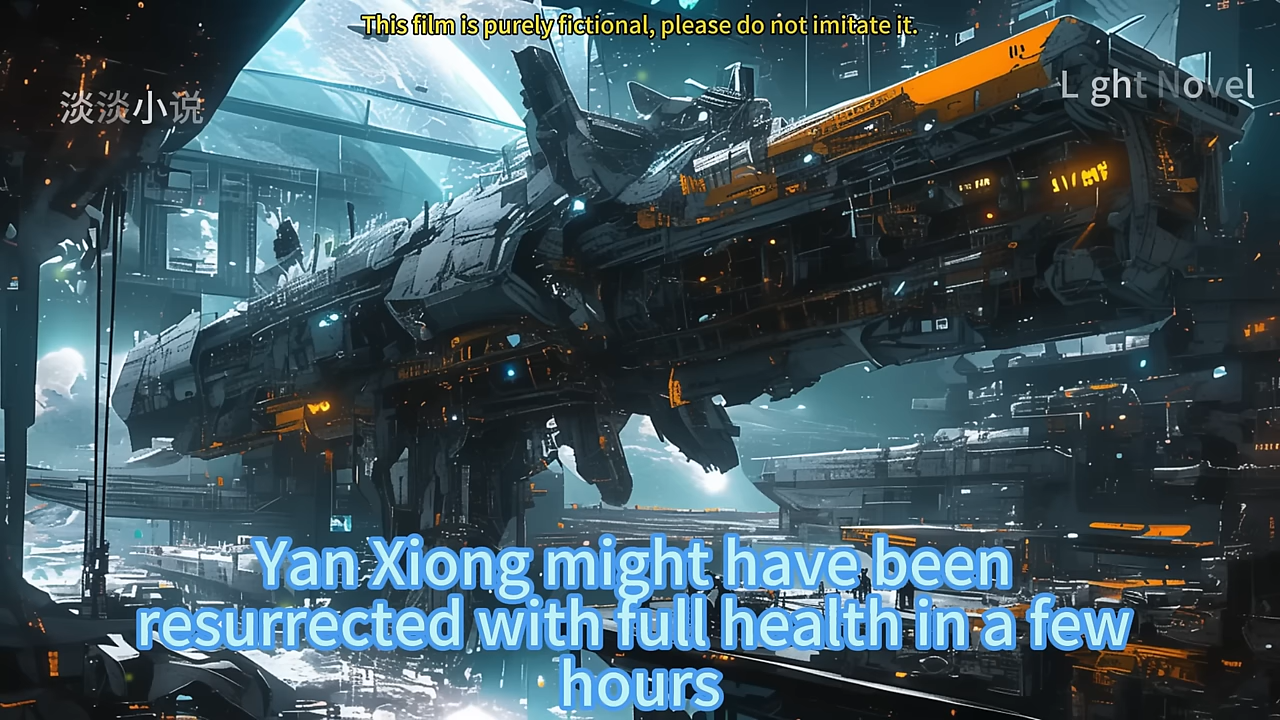 This film is purely fictional, please do not imitate it.
淡淡小说
Light Novel
Yan Xiong might have been
resurrected with full health in a few
hours